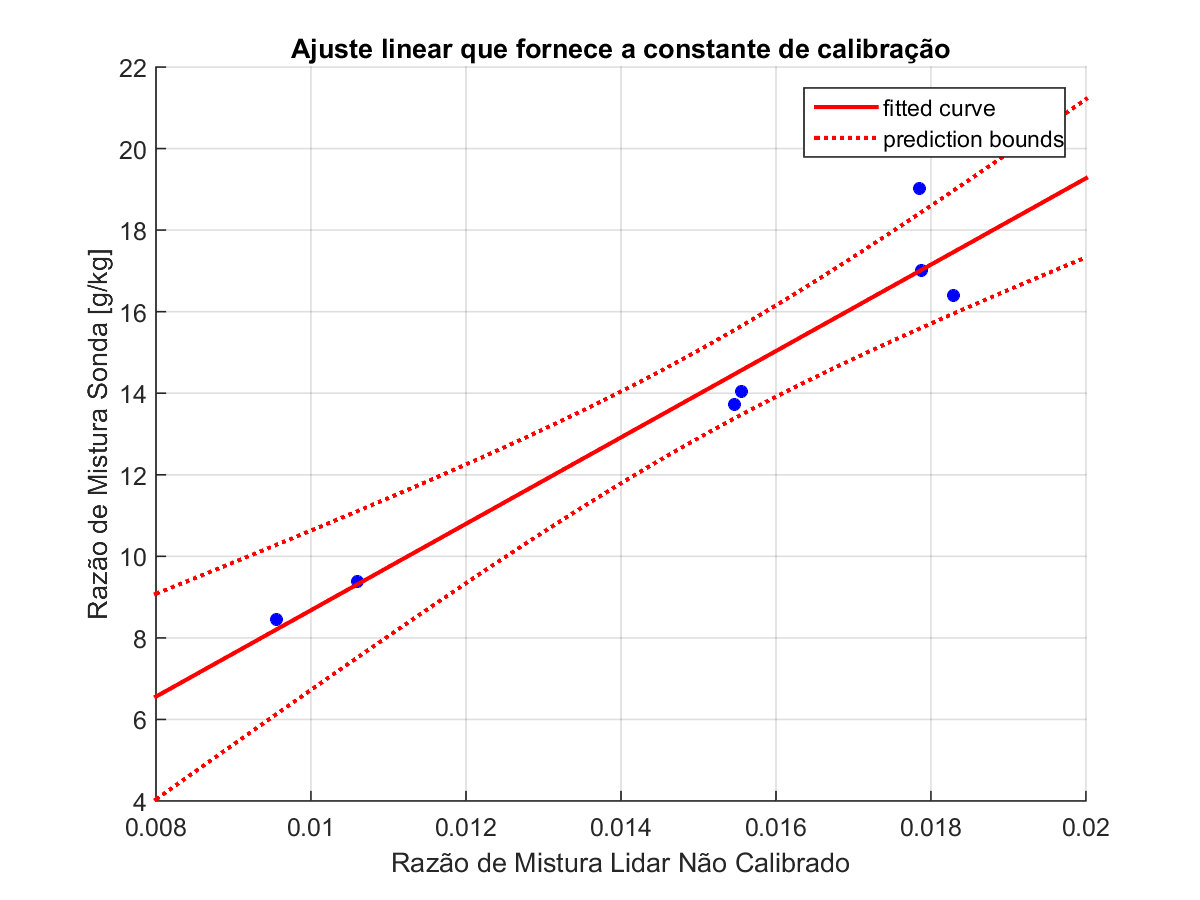 Ajuste linear que fornece a constante de calibração
fitted curve
prediction bounds
22
20
18
16
14
12
10
8
6
4
Razão de Mistura Sonda [g/kg]
0.008 0.01 0.012 0.014 0.016 0.018 0.02
Razão de Mistura Lidar Não Calibrado